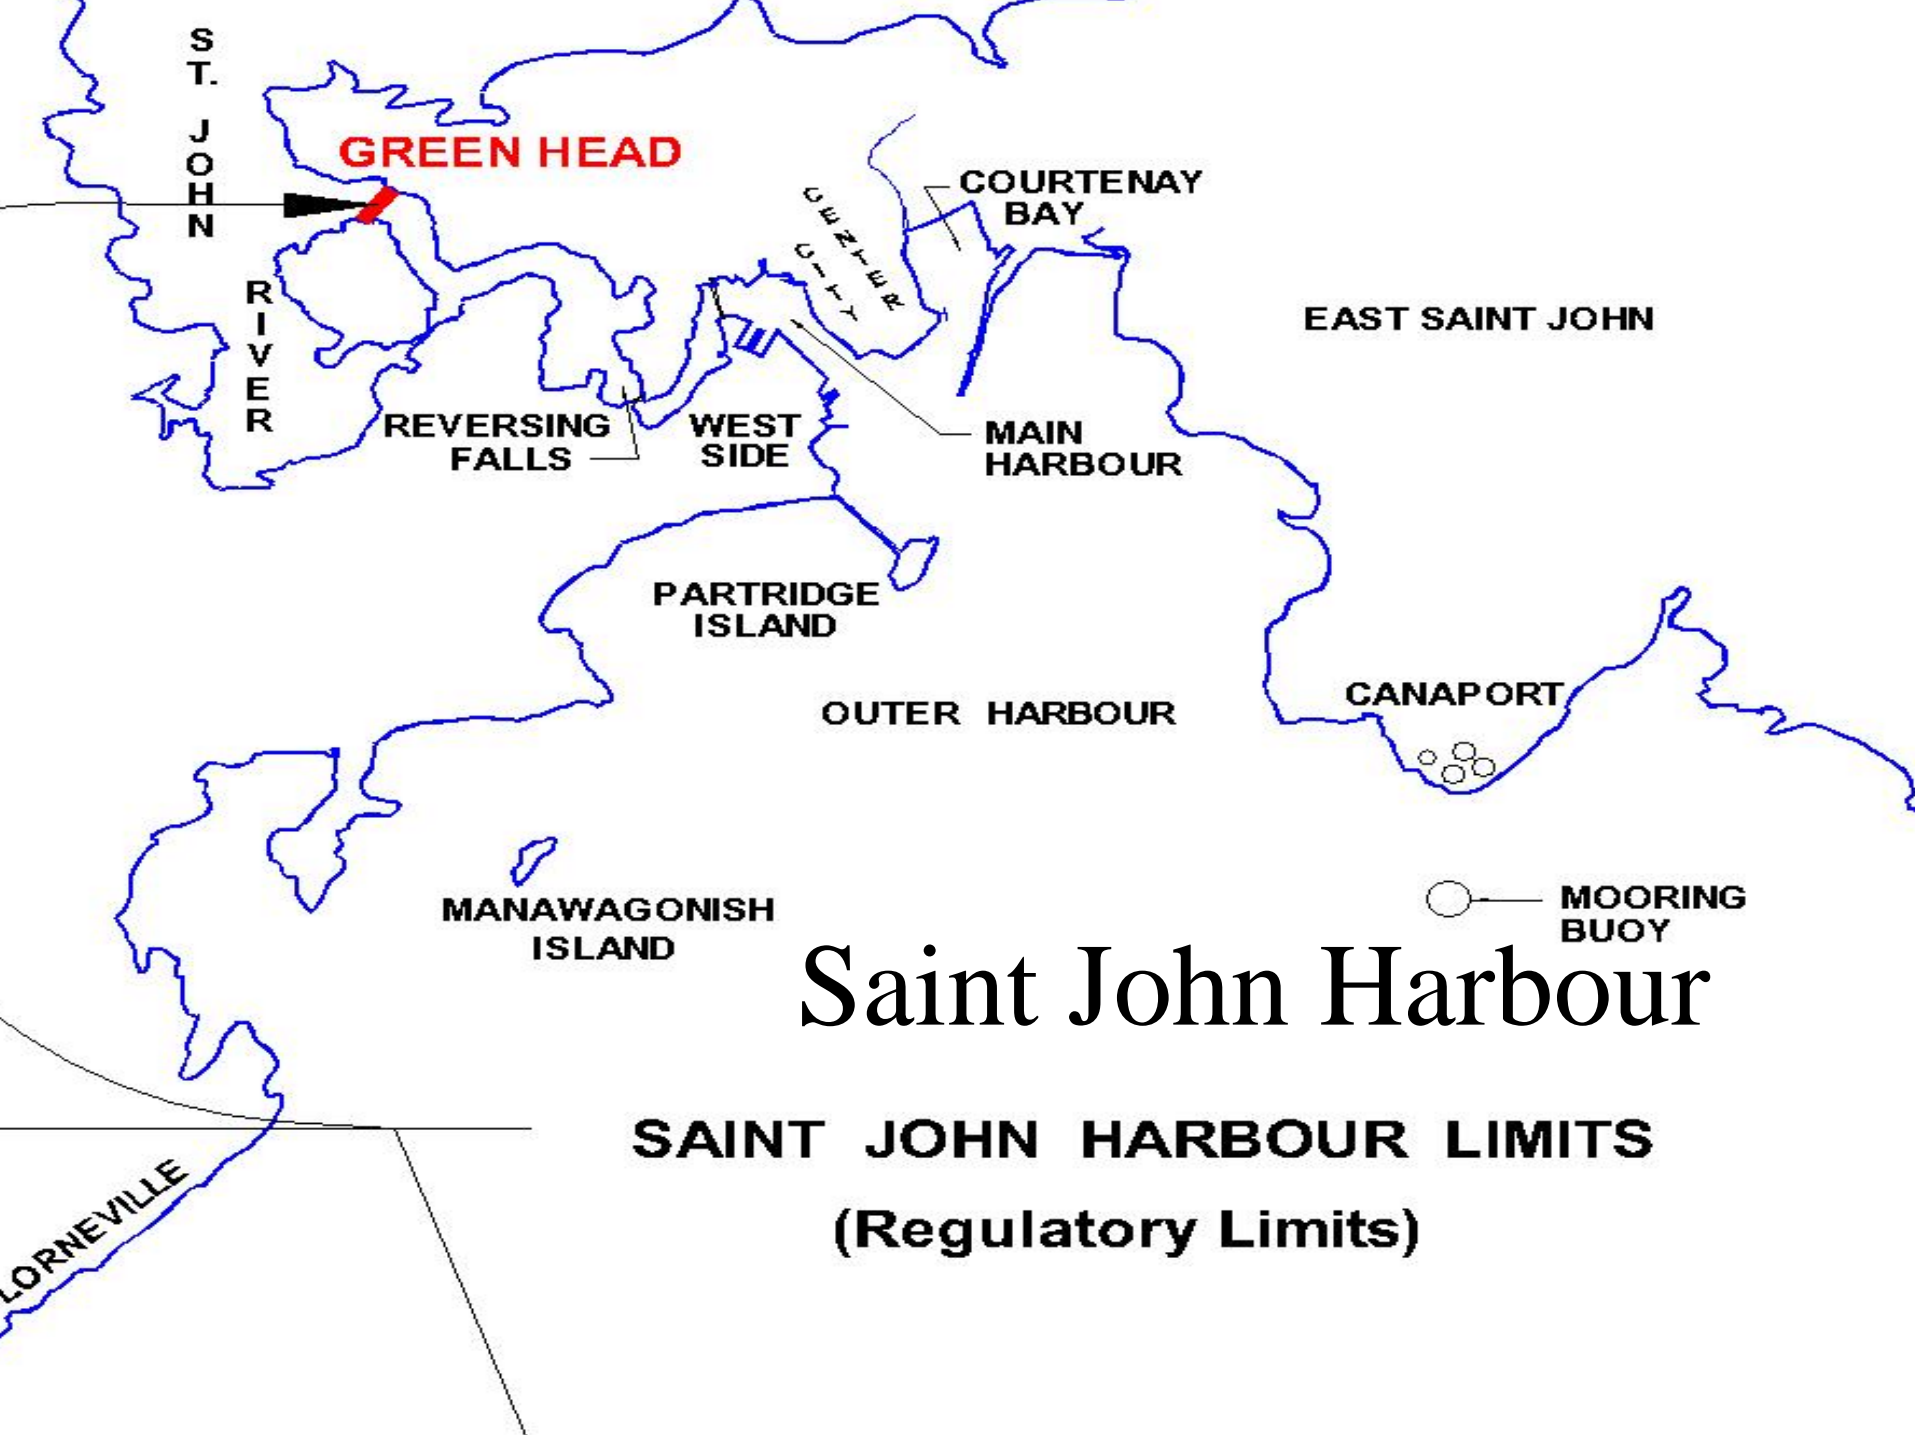 ST. JOHN
RIVER
GREEN HEAD
COURTENAY
BAY
CENTER
CITY
EAST SAINT JOHN
REVERSING
FALLS
WEST
SIDE
MAIN
HARBOUR
PARTRIDGE
ISLAND
CANAPORT
OUTER HARBOUR
MANAWAGONISH
ISLAND
MOORING
BUOY
Saint John Harbour
SAINT JOHN HARBOUR LIMITS
(Regulatory Limits)
LORNEVILLE